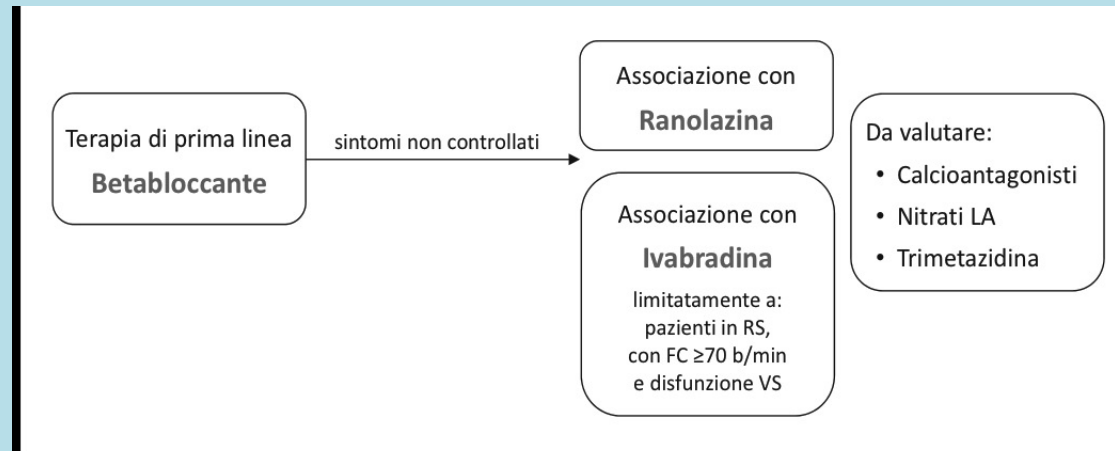 Terapia di prima linea
Betabloccante
sintomi non controllati
Associazione con
Ranolazina
Associazione con
Ivabradina
limitatamente a:
pazienti in RS,
con FC ≥70 b/min
e disfunzione VS
Da valutare:
• Calcioantagonisti
• Nitrati LA
• Trimetazidina